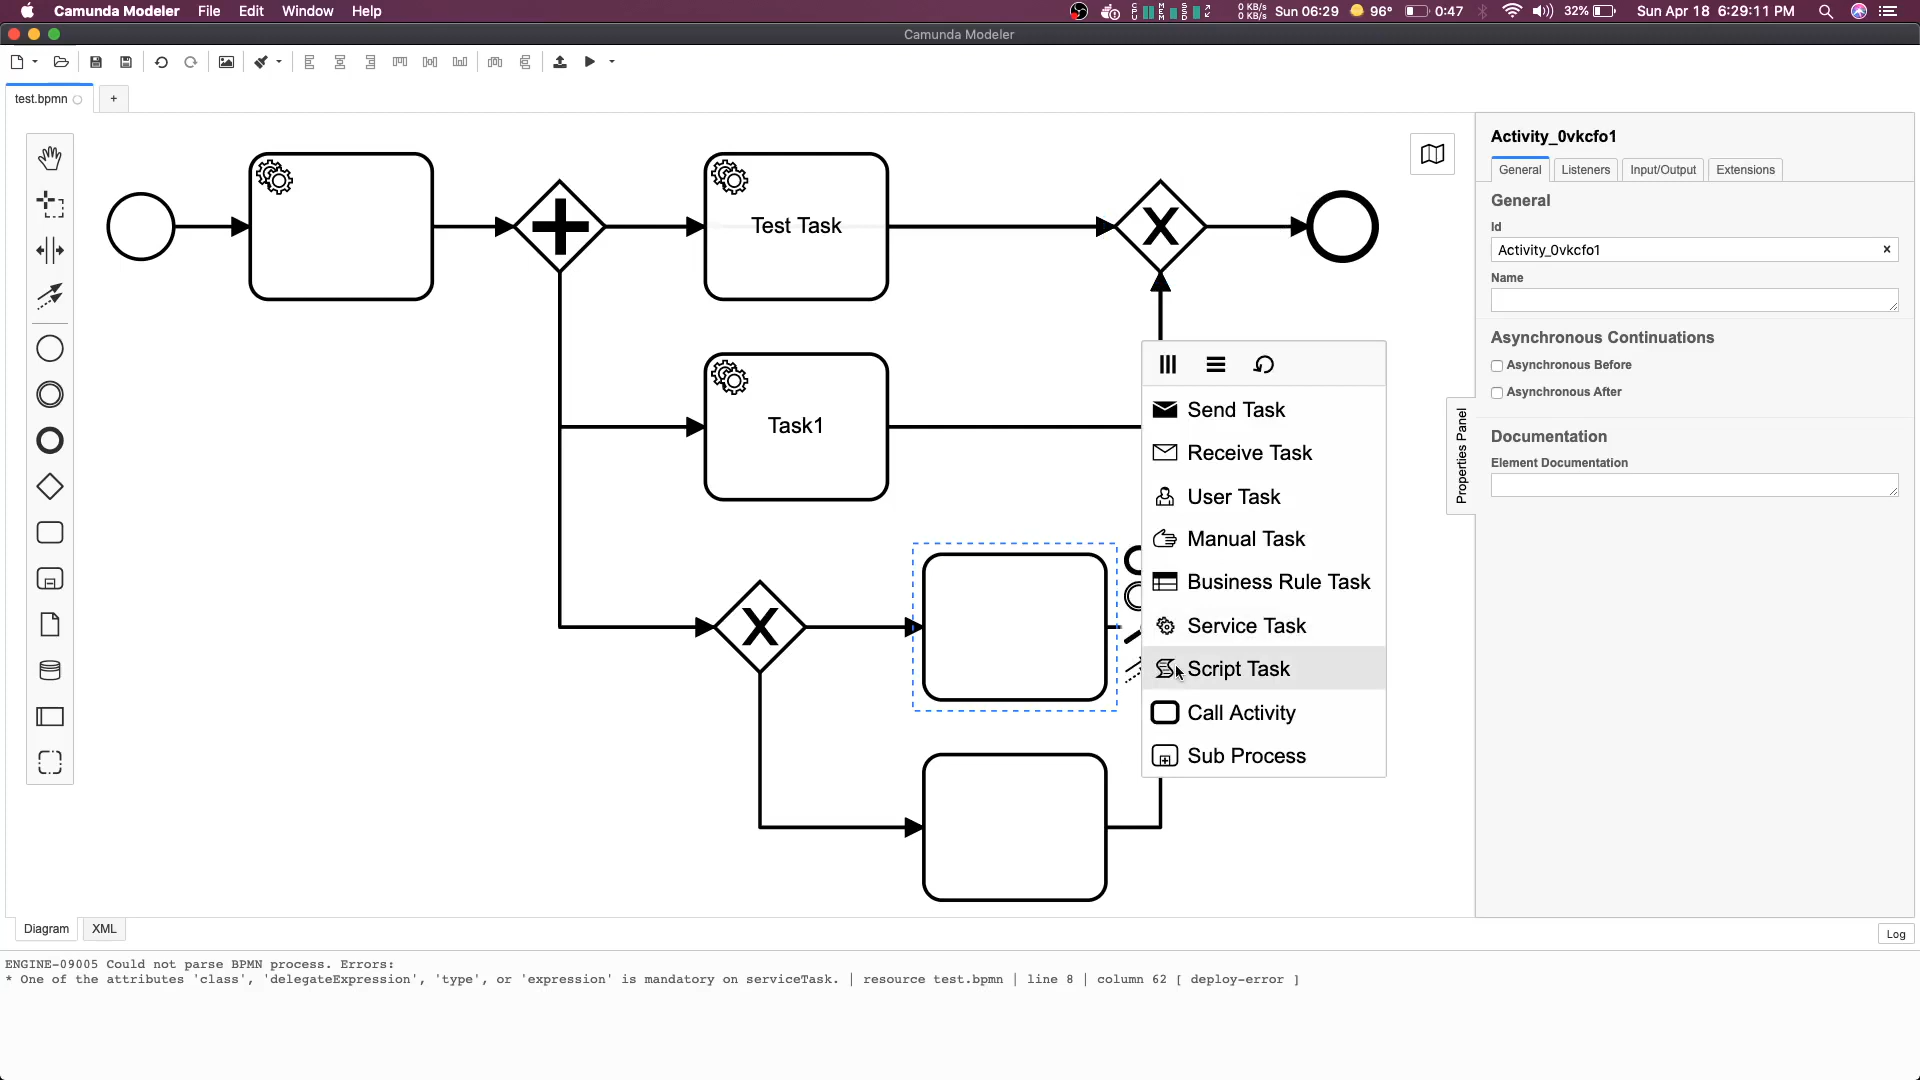 Camunda Modeler File Edit Window Help
0 KB/s
0 KB/s
Sun 06:29 96° 0:47 32% Sun Apr 18 6:29:11 PM
Camunda Modeler
test.bpmn +
Test Task
X
Task1
X
Send Task
Receive Task
User Task
Manual Task
Business Rule Task
Service Task
Script Task
Call Activity
Sub Process
Properties Panel
Activity_0vkcfo1
General Listeners Input/Output Extensions
General
Id
Activity_0vkcfo1 ×
Name
Asynchronous Continuations
Asynchronous Before
Asynchronous After
Documentation
Element Documentation
Diagram XML
Log
ENGINE-09005 Could not parse BPMN process. Errors:
* One of the attributes 'class', 'delegateExpression', 'type', or 'expression' is mandatory on serviceTask. | resource test.bpmn | line 8 | column 62 [ deploy-error ]